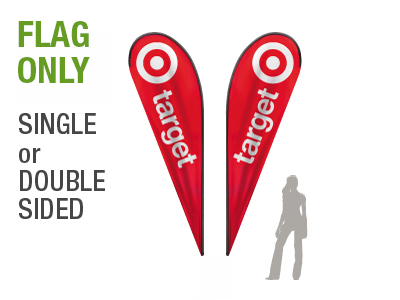 FLAG
ONLY
SINGLE
or
DOUBLE
SIDED
target
target